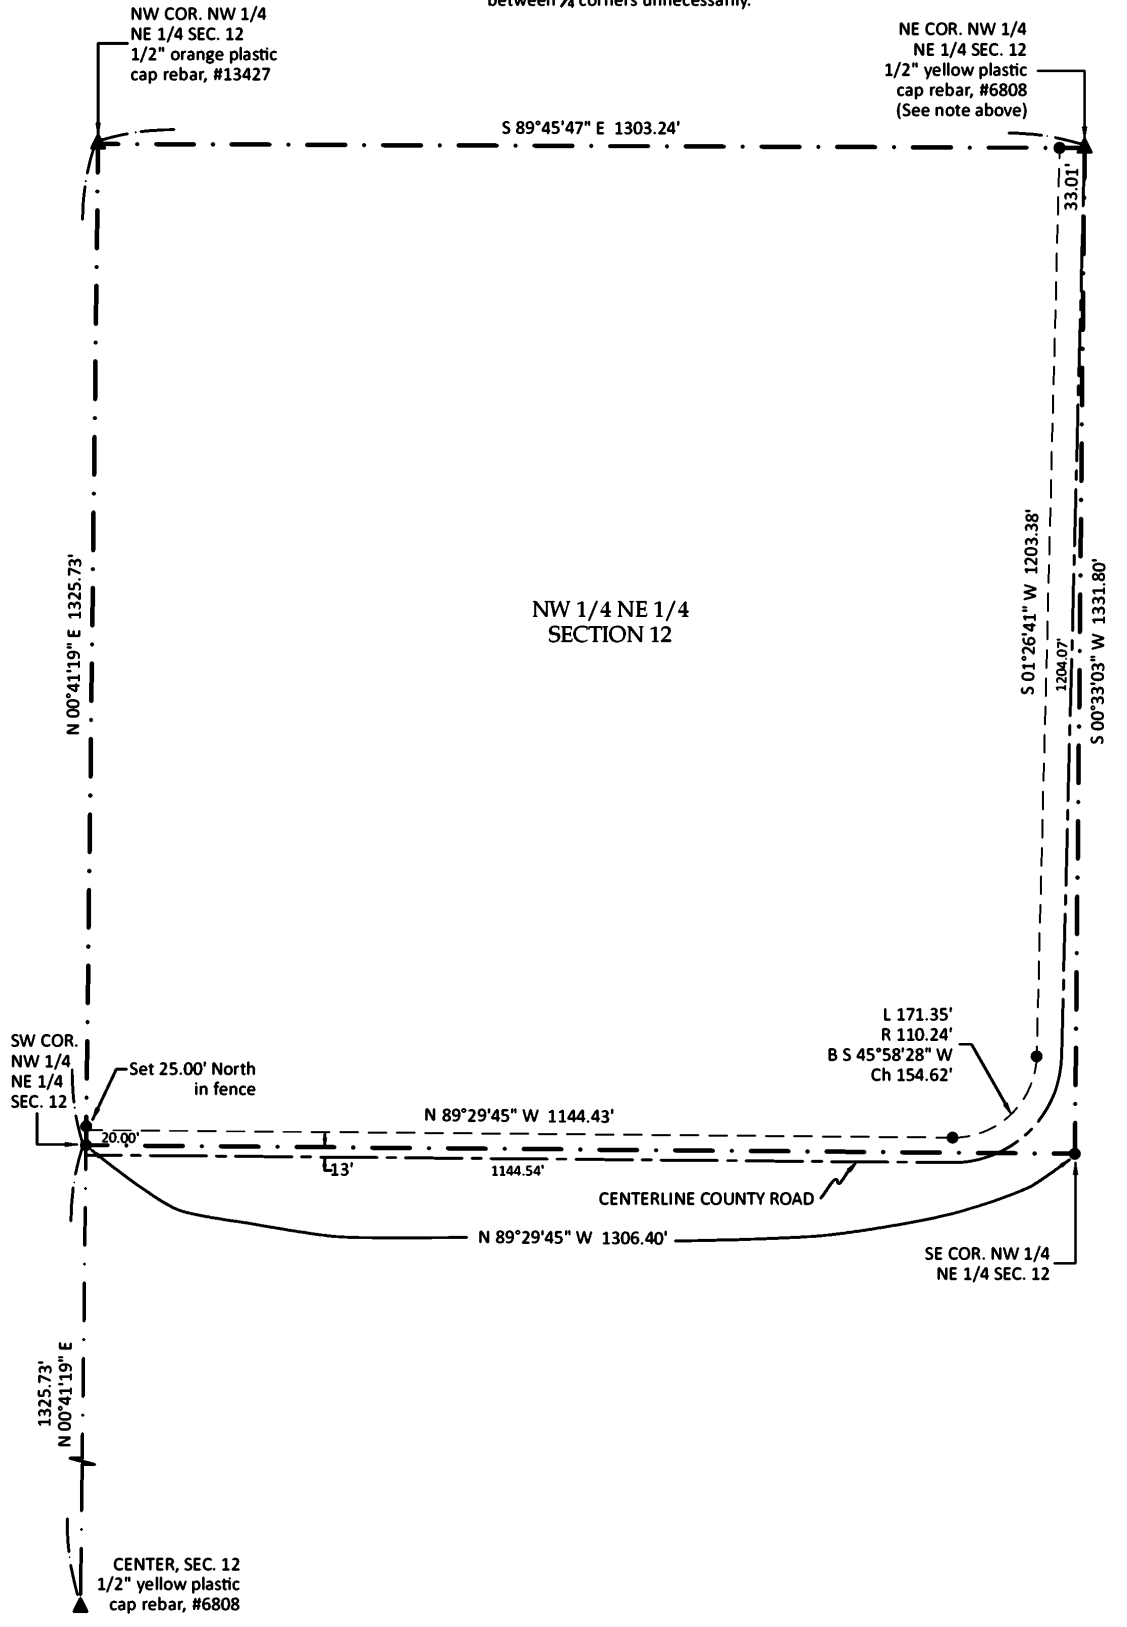 between ¼ corners unnecessarily.
NW COR. NW 1/4
NE 1/4 SEC. 12
1/2" orange plastic
cap rebar, #13427
NE COR. NW 1/4
NE 1/4 SEC. 12
1/2" yellow plastic
cap rebar, #6808
(See note above)
S 89°45'47" E 1303.24'
33.01'
N 00°41'19" E 1325.73'
NW 1/4 NE 1/4
SECTION 12
S 01°26'41" W 1203.38'
1204.07'
S 00°33'03" W 1331.80'
L 171.35'
R 110.24'
B S 45°58'28" W
Ch 154.62'
SW COR.
NW 1/4
NE 1/4
SEC. 12
Set 25.00' North
in fence
N 89°29'45" W 1144.43'
20.00'
13'
1144.54'
CENTERLINE COUNTY ROAD
N 89°29'45" W 1306.40'
SE COR. NW 1/4
NE 1/4 SEC. 12
1325.73'
N 00°41'19" E
CENTER, SEC. 12
1/2" yellow plastic
cap rebar, #6808